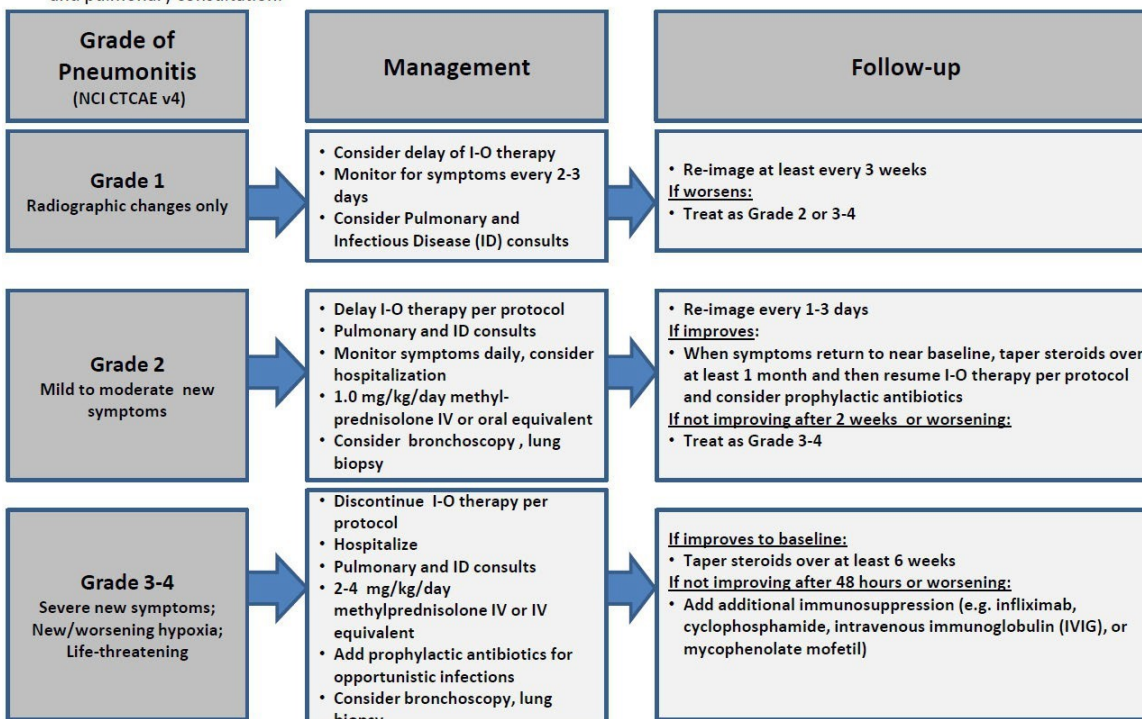 and pulmonary consultation.
Grade of
Pneumonitis
(NCI CTCAE v4)
Management
Follow-up
Grade 1
Radiographic changes only
• Consider delay of I-O therapy
• Monitor for symptoms every 2-3
days
• Consider Pulmonary and
Infectious Disease (ID) consults
• Re-image at least every 3 weeks
If worsens:
• Treat as Grade 2 or 3-4
Grade 2
Mild to moderate new
symptoms
• Delay I-O therapy per protocol
• Pulmonary and ID consults
• Monitor symptoms daily, consider
hospitalization
• 1.0 mg/kg/day methyl-
prednisolone IV or oral equivalent
• Consider bronchoscopy , lung
biopsy
• Re-image every 1-3 days
If improves:
• When symptoms return to near baseline, taper steroids over
at least 1 month and then resume I-O therapy per protocol
and consider prophylactic antibiotics
If not improving after 2 weeks or worsening:
• Treat as Grade 3-4
Grade 3-4
Severe new symptoms;
New/worsening hypoxia;
Life-threatening
• Discontinue I-O therapy per
protocol
• Hospitalize
• Pulmonary and ID consults
• 2-4 mg/kg/day
methylprednisolone IV or IV
equivalent
• Add prophylactic antibiotics for
opportunistic infections
• Consider bronchoscopy, lung
biopsy
If improves to baseline:
• Taper steroids over at least 6 weeks
If not improving after 48 hours or worsening:
• Add additional immunosuppression (e.g. infliximab,
cyclophosphamide, intravenous immunoglobulin (IVIG), or
mycophenolate mofetil)